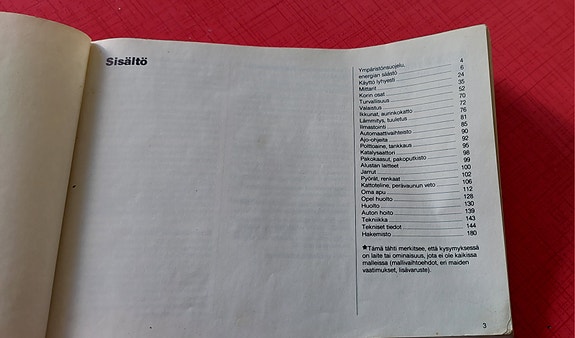 Sisältö
Ympäristönsuojelu,
energian säästö 4
Käyttö lyhyesti 6
Mittarit 24
Korin osat 35
Turvallisuus 52
Valaistus 70
Ikkunat, aurinkokatto 72
Lämmitys, tuuletus 76
Ilmastointi 81
Automaattivaihteisto 85
Ajo-ohjeita 90
Polttoaine, tankkaus 92
Katalysaattori 95
Pakokaasut, pakoputkisto 98
Alustan laitteet 99
Jarrut 100
Pyörät, renkaat 102
Kattoteline, perävaunun veto 106
Oma apu 112
Opel huolto 128
Huolto 130
Auton hoito 139
Tekniikka 143
Tekniset tiedot 144
Hakemisto 180
★Tämä tähti merkitsee, että kysymyksessä
on laite tai ominaisuus, jota ei ole kaikissa
malleissa (mallivaihtoehdot, eri maiden
vaatimukset, lisävaruste).
3